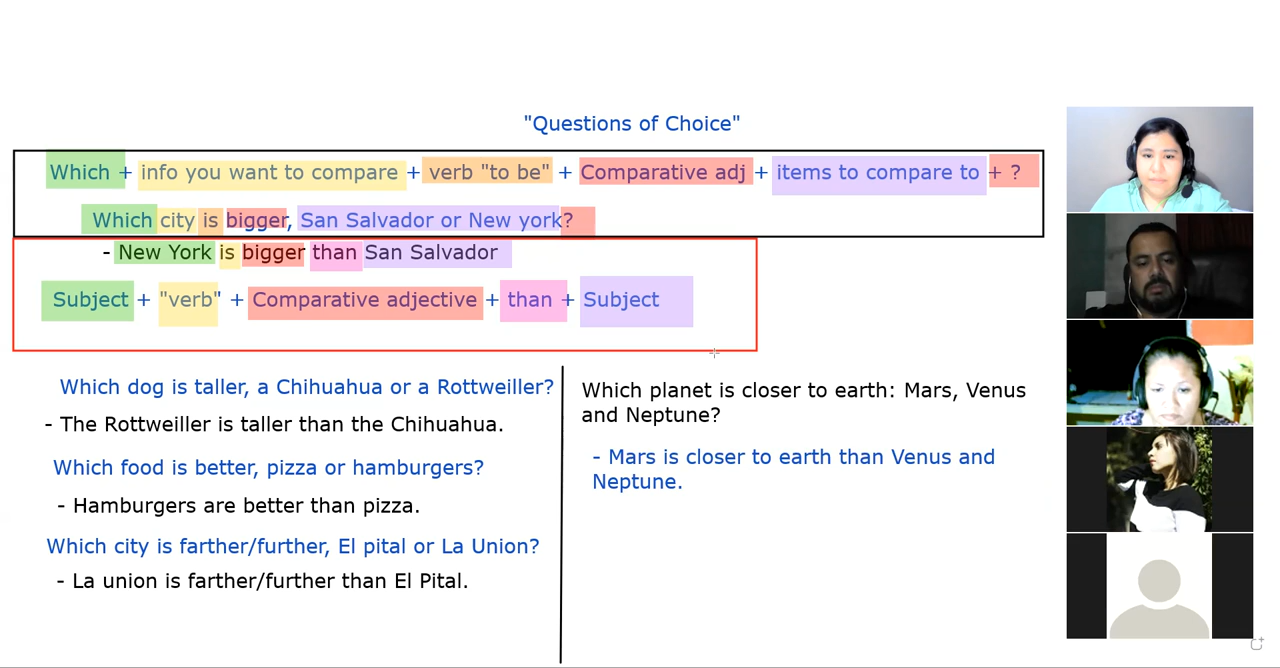 "Questions of Choice"
Which + info you want to compare + verb "to be" + Comparative adj + items to compare to + ?
Which city is bigger, San Salvador or New york?
- New York is bigger than San Salvador
Subject + "verb" + Comparative adjective + than + Subject
Which dog is taller, a Chihuahua or a Rottweiller?
- The Rottweiller is taller than the Chihuahua.
Which food is better, pizza or hamburgers?
- Hamburgers are better than pizza.
Which city is farther/further, El pital or La Union?
- La union is farther/further than El Pital.
Which planet is closer to earth: Mars, Venus
and Neptune?
- Mars is closer to earth than Venus and
Neptune.